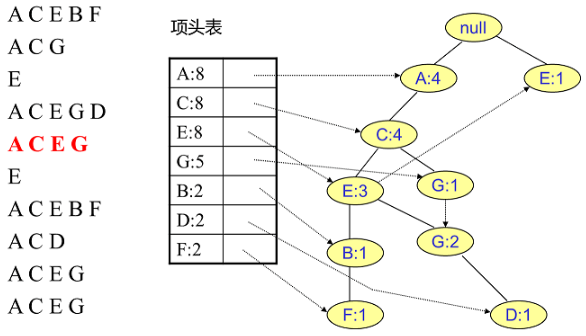 A C E B F
A C G
E
A C E G D
A C E G
E
A C E B F
A C D
A C E G
A C E G
项头表
A:8
C:8
E:8
G:5
B:2
D:2
F:2
null
A:4
E:1
C:4
E:3
G:1
B:1
G:2
F:1
D:1